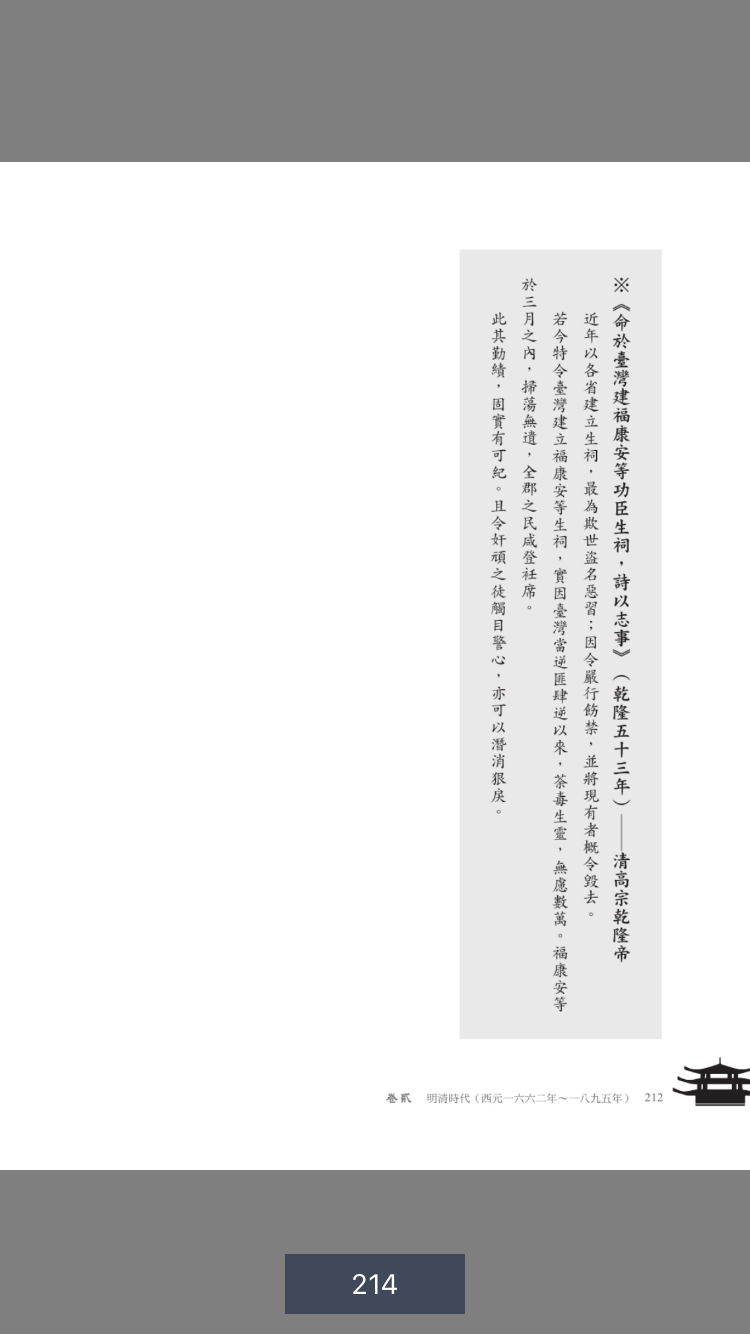 ※《命於臺灣建福康安等功臣生祠，詩以志事》（乾隆五十三年）——清高宗乾隆帝
近年以各省建立生祠，最為欺世盜名惡習；因令嚴行飭禁，並將現有者概令毀去。
若今特令臺灣建立福康安等生祠，實因臺灣當逆匪肆逆以來，荼毒生靈，無慮數萬。福康安等
於三月之內，掃蕩無遺，全郡之民咸登衽席。
此其勤績，固實有可紀。且令奸頑之徒觸目警心，亦可以潛消狠戾。
卷貳 明清時代（西元一六六二年～一八九五年） 212
214